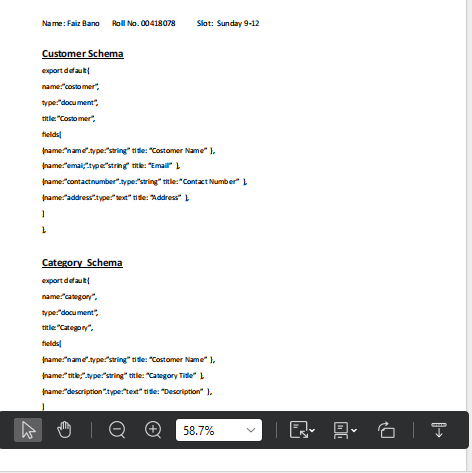 Name: Faiz Bano Roll No. 00418078 Slot: Sunday 9-12
Customer Schema
export default{
name:"costomer",
type:"document",
title:"Costomer",
fields[
{name:"name".type:"string" title: "Costomer Name" },
{name:"emai;".type:"string" title: "Email" },
{name:"contactnumber".type:"string" title: "Contact Number" },
{name:"address".type:"text" title: "Address" },
]
},
Category Schema
export default{
name:"category",
type:"document",
title:"Category",
fields[
{name:"name".type:"string" title: "Costomer Name" },
{name:"title;".type:"string" title: "Category Title" },
{name:"description".type:"text" title: "Description" },
]
58.7%